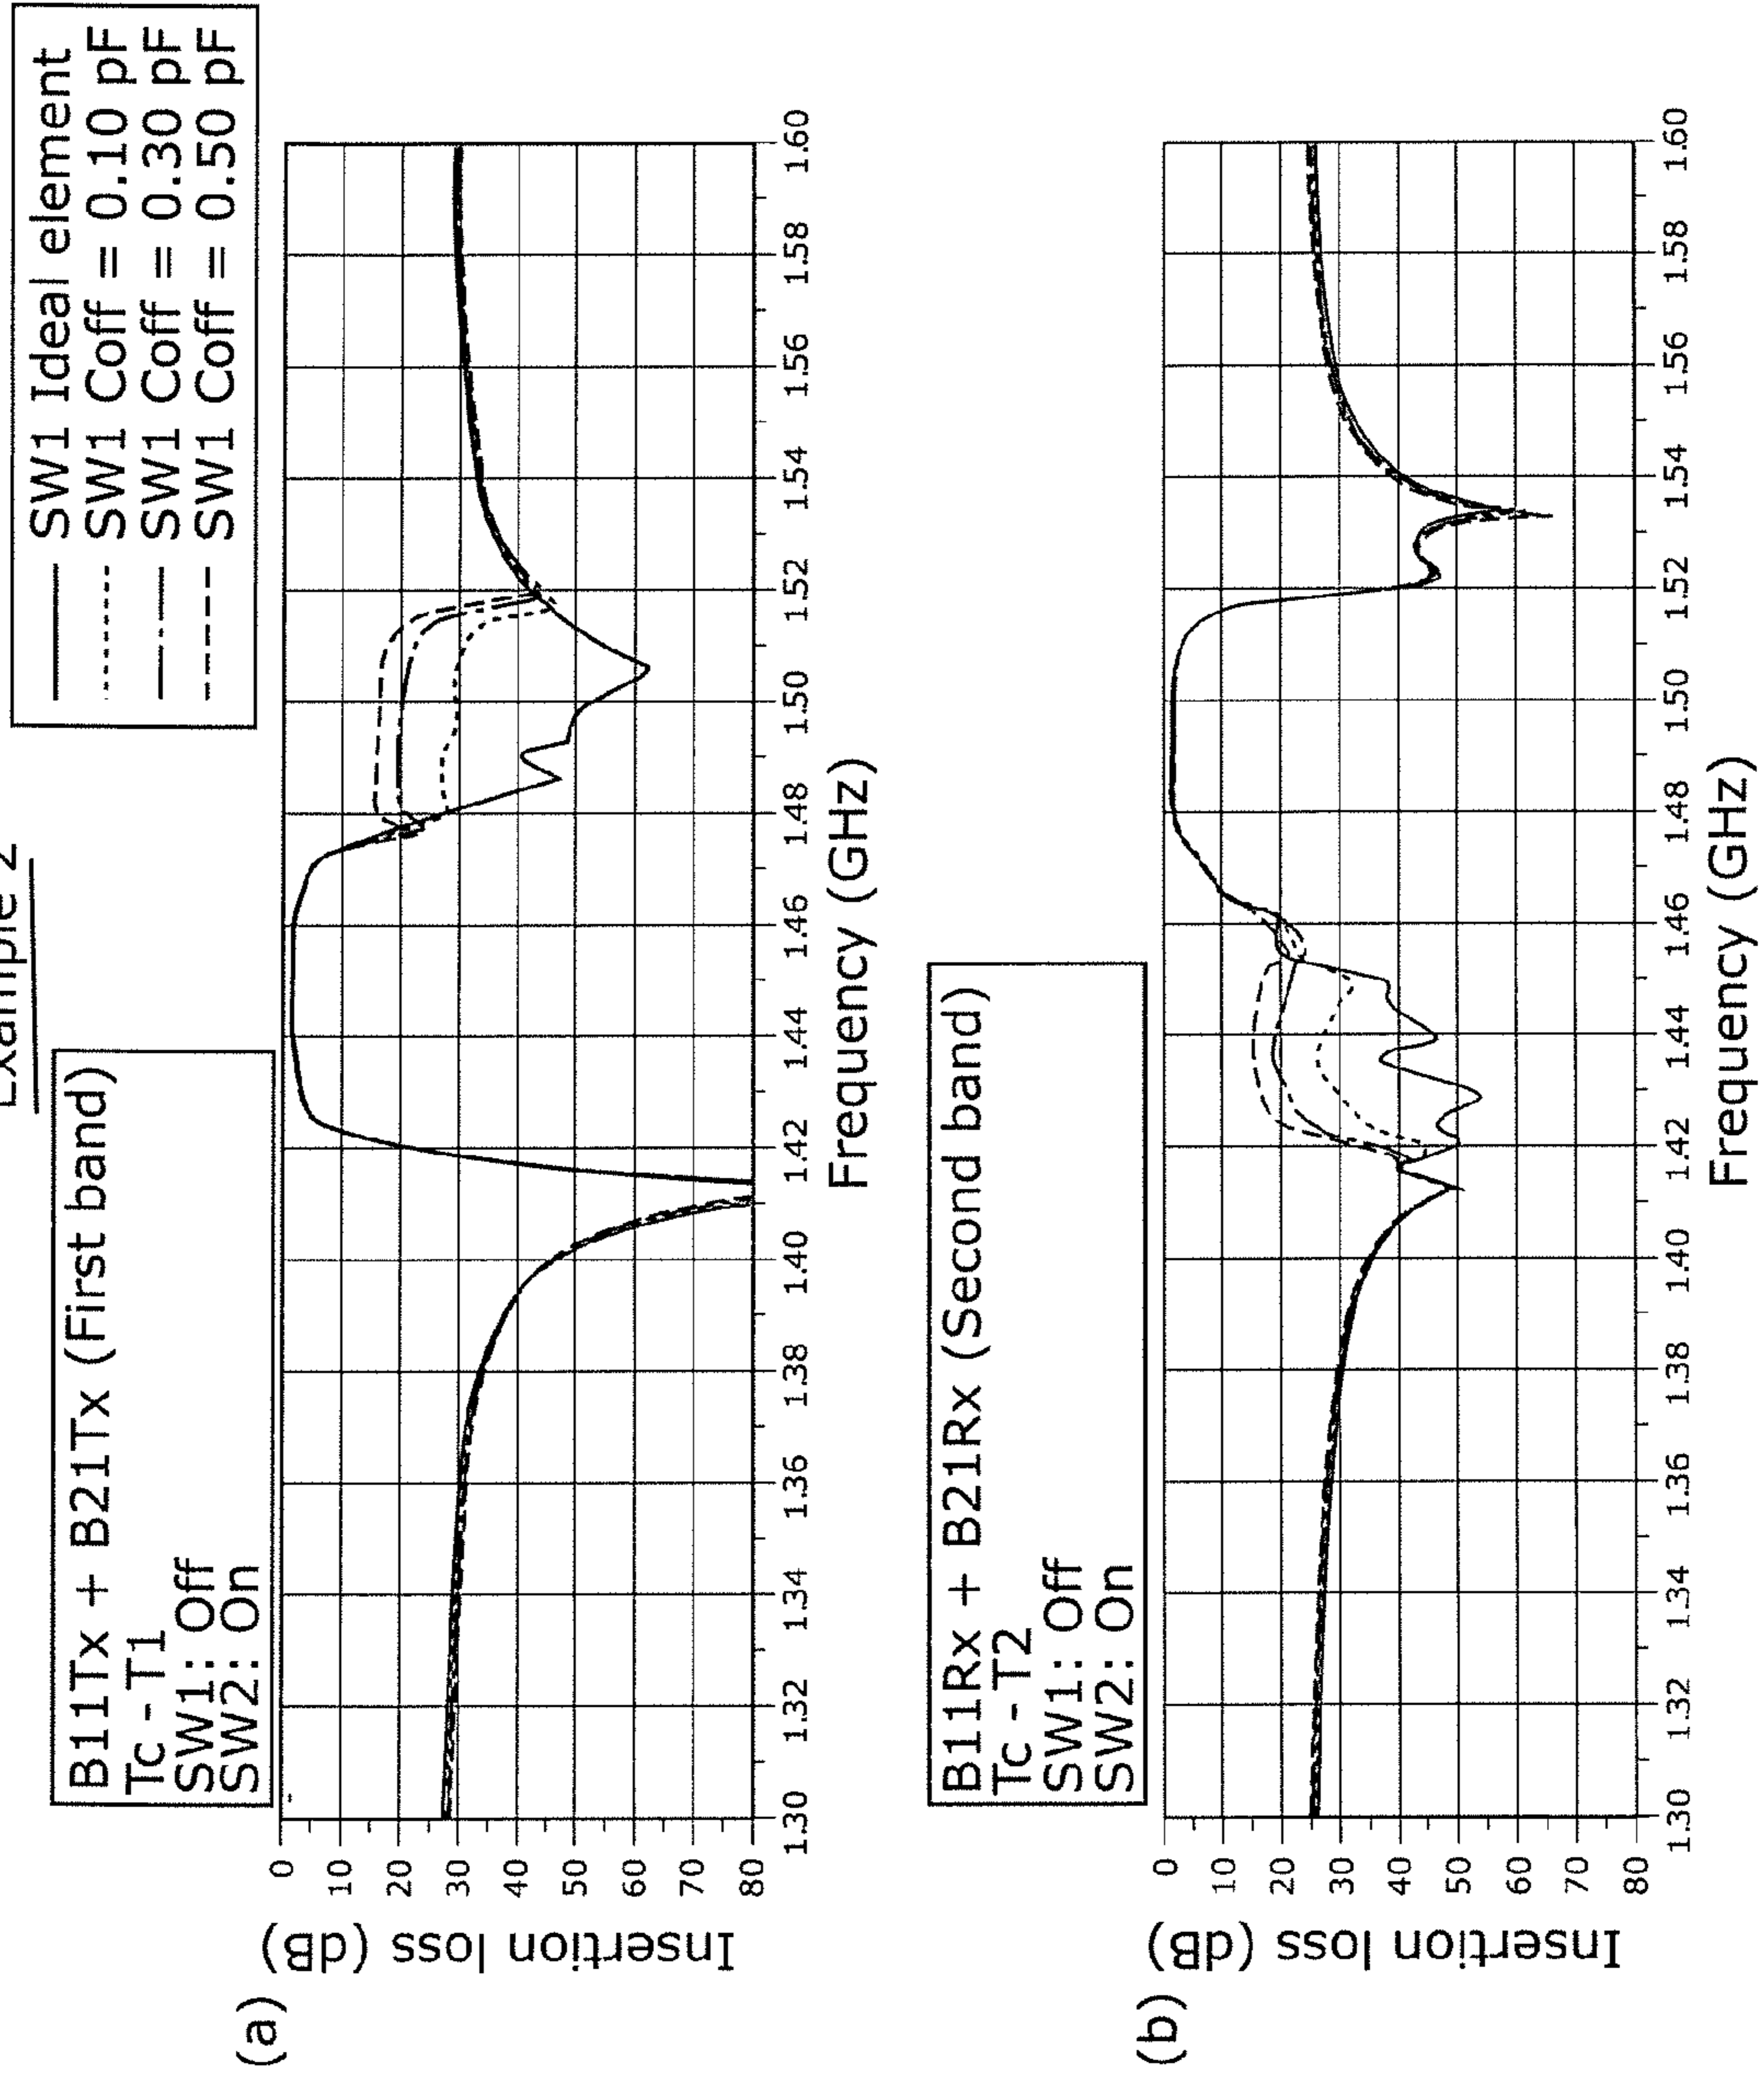 Example 2
SW1 Ideal element
SW1 Coff = 0.10 pF
SW1 Coff = 0.30 pF
SW1 Coff = 0.50 pF
(a)
B11Tx + B21Tx (First band)
Tc - T1
SW1: Off
SW2: On
Insertion loss (dB)
0
10
20
30
40
50
60
70
80
1.30 1.32 1.34 1.36 1.38 1.40 1.42 1.44 1.46 1.48 1.50 1.52 1.54 1.56 1.58 1.60
Frequency (GHz)
(b)
B11Rx + B21Rx (Second band)
Tc - T2
SW1: Off
SW2: On
Insertion loss (dB)
0
10
20
30
40
50
60
70
80
1.30 1.32 1.34 1.36 1.38 1.40 1.42 1.44 1.46 1.48 1.50 1.52 1.54 1.56 1.58 1.60
Frequency (GHz)